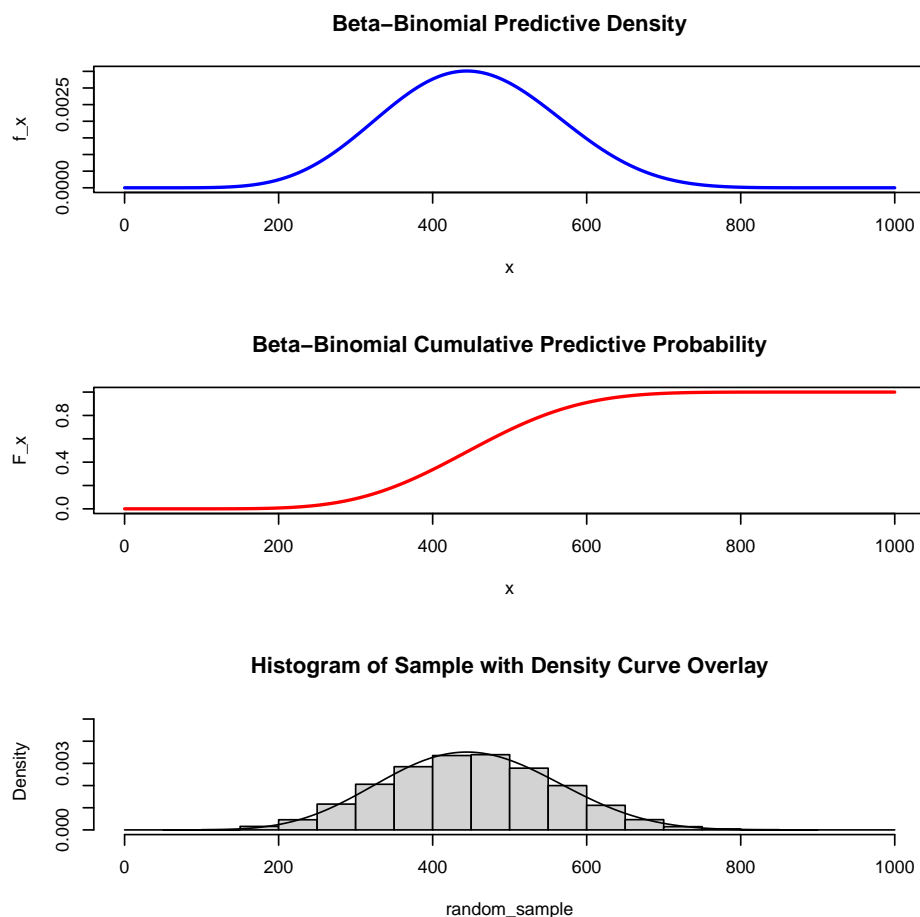 Beta−Binomial Predictive Density
f_x
0.0025
0.0000
0 200 400 600 800 1000
x
Beta−Binomial Cumulative Predictive Probability
F_x
0.8
0.4
0.0
0 200 400 600 800 1000
x
Histogram of Sample with Density Curve Overlay
Density
0.003
0.000
0 200 400 600 800 1000
random_sample